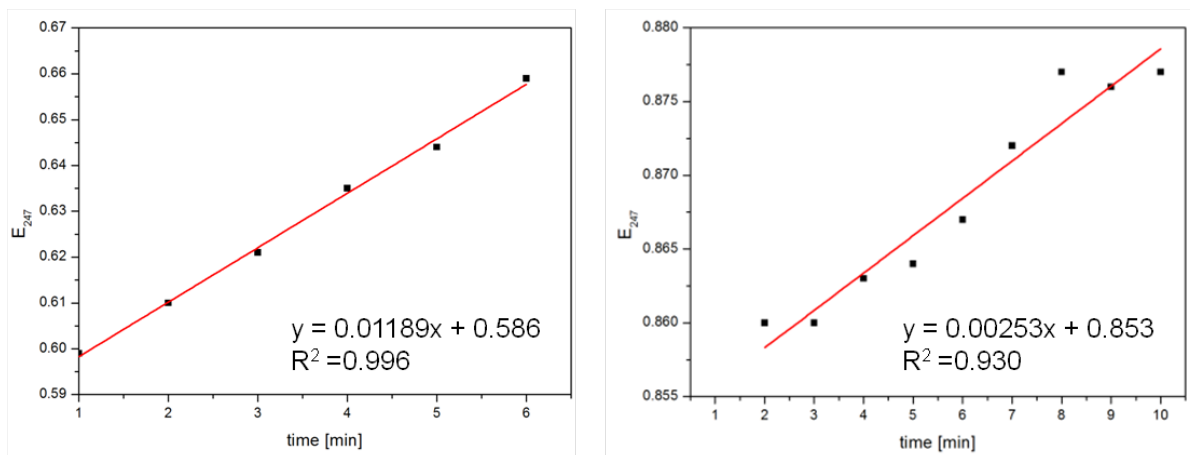 0.67
0.66
0.65
0.64
0.63
0.62
0.61
0.60
0.59
E247
y = 0.01189x + 0.586
R2 =0.996
1 2 3 4 5 6
time [min]
0.880
0.875
0.870
0.865
0.860
0.855
E247
y = 0.00253x + 0.853
R2 =0.930
1 2 3 4 5 6 7 8 9 10
time [min]